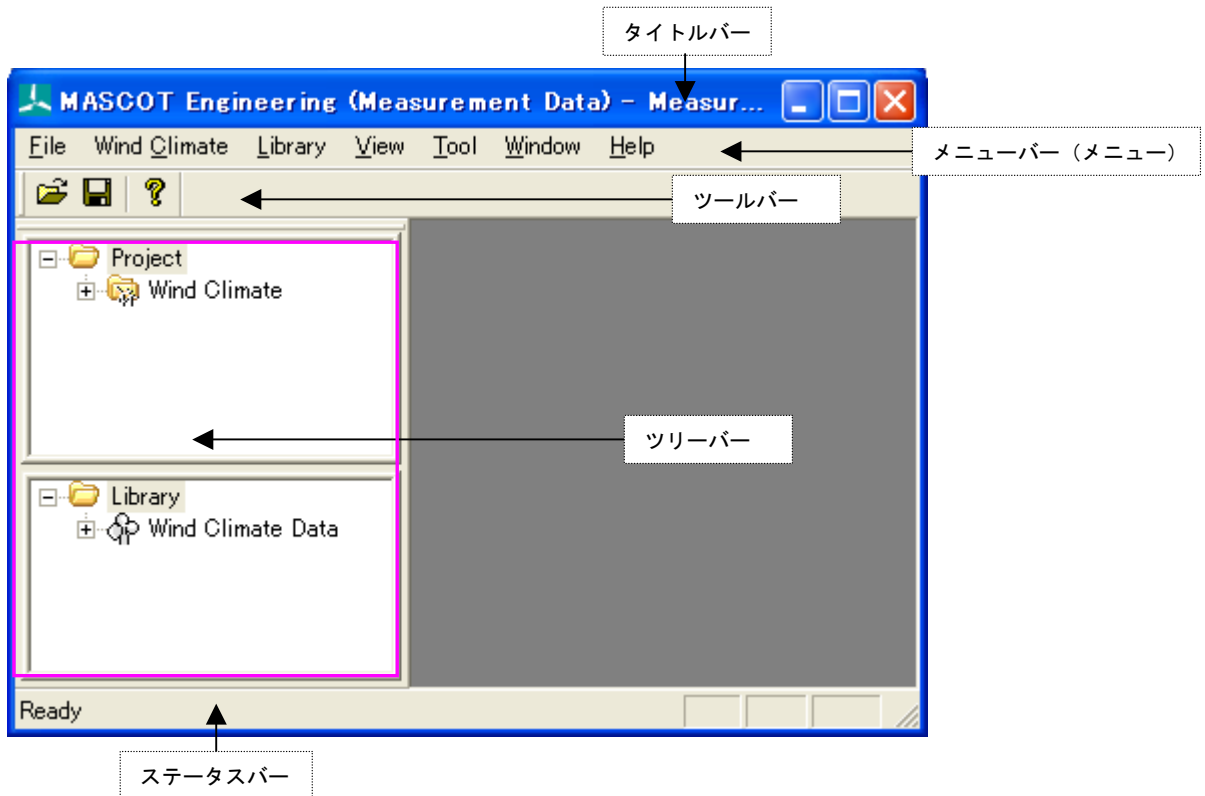 タイトルバー
MASCOT Engineering (Measurement Data) - Measur...
File Wind Climate Library View Tool Window Help
メニューバー（メニュー）
ツールバー
Project
Wind Climate
ツリーバー
Library
Wind Climate Data
Ready
ステータスバー